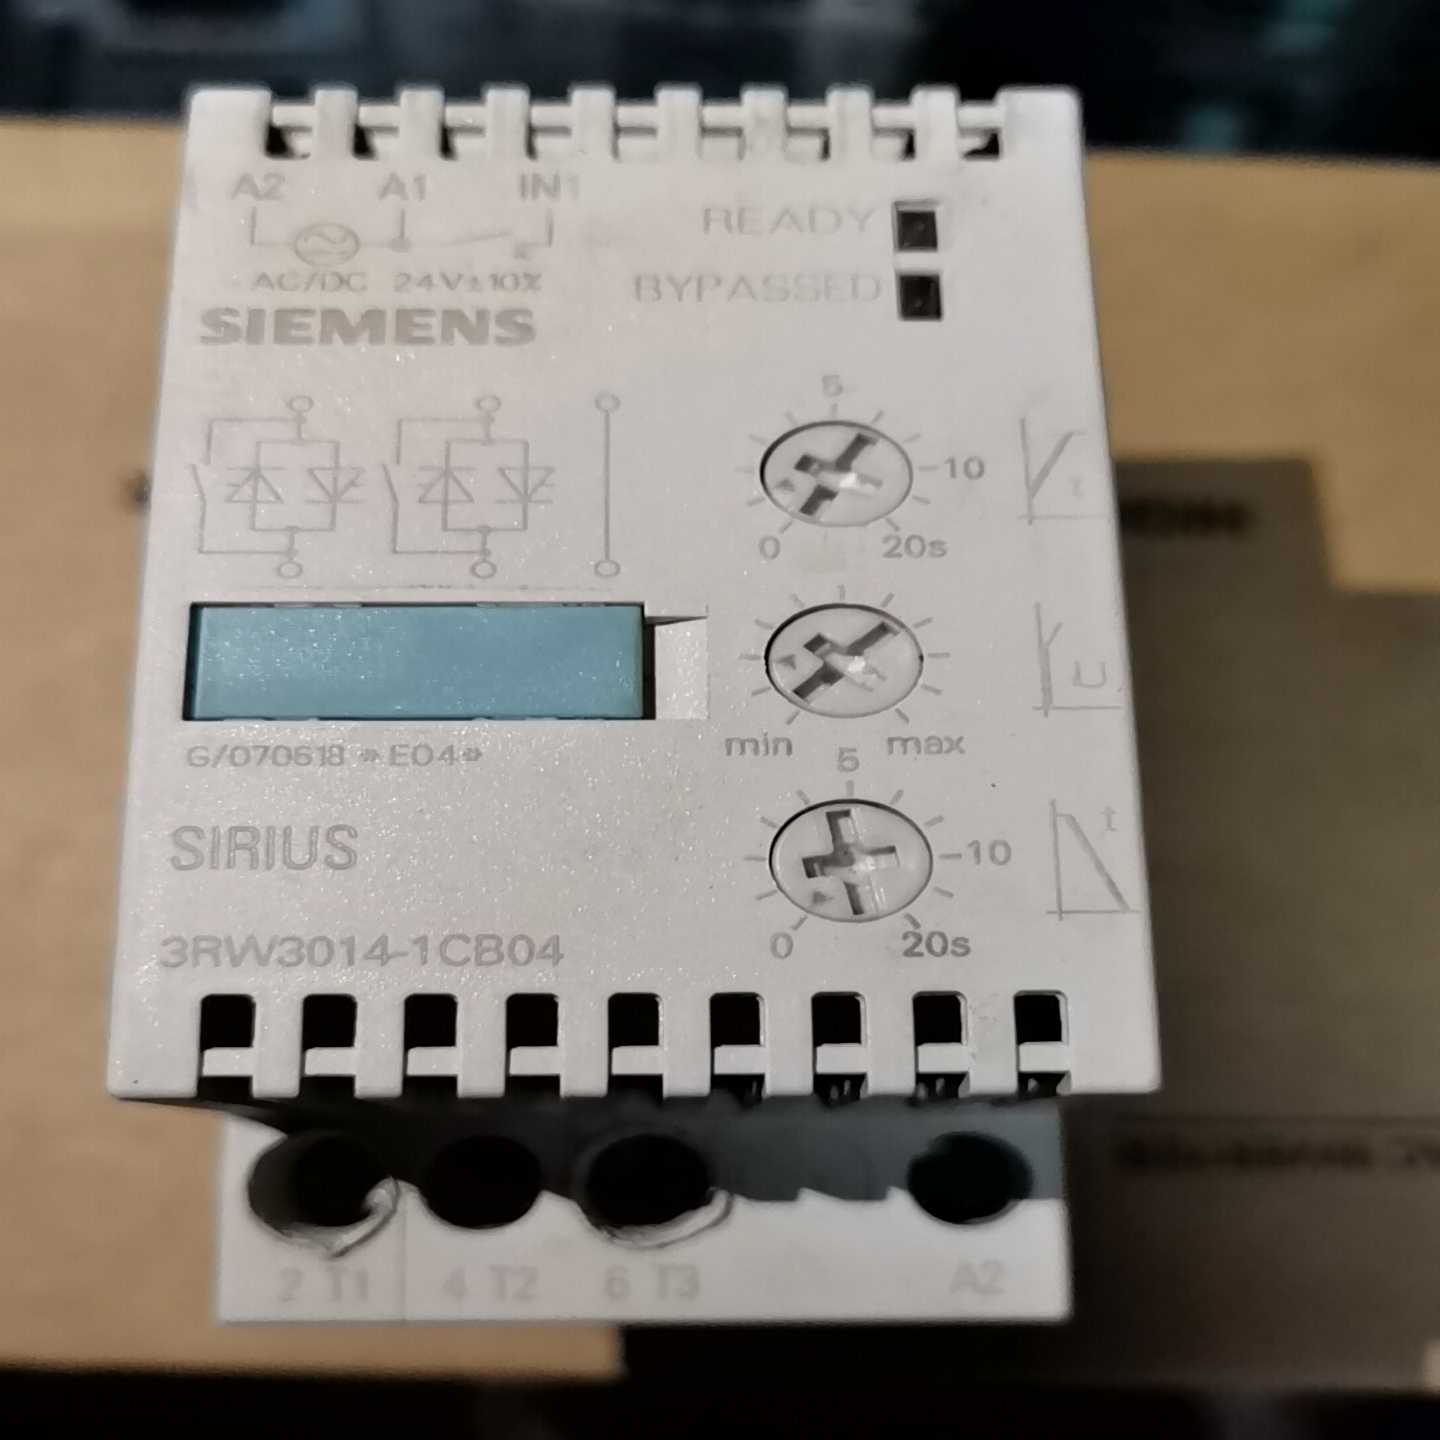 A2 A1 IN1
READY
AC/DC 24V±10%
BYPASSED
SIEMENS
5
10
0 20s
min max
G/070618 *E04*
5
SIRIUS
t
10
3RW3014-1CB04
0 20s
U
2 T1 4 T2 6 T3 A2